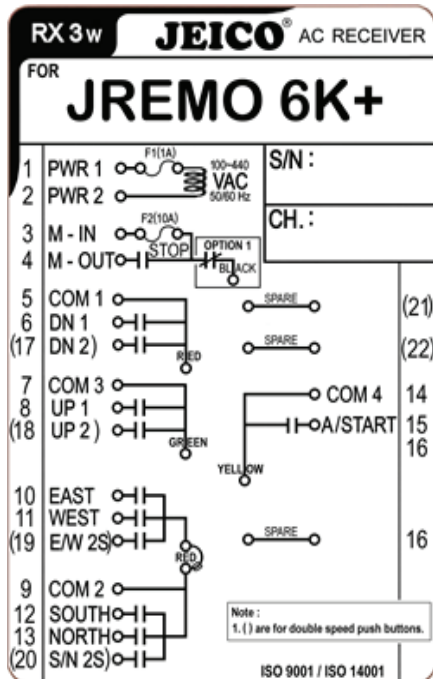 RX 3w JEICO® AC RECEIVER
FOR
JREMO 6K+
1 PWR 1 F1(1A) 100~440
VAC
2 PWR 2 50/60 Hz
S/N :
CH. :
3 M - IN F2(10A)
STOP OPTION 1
4 M - OUT BLACK
5 COM 1 SPARE (21)
6 DN 1
(17 DN 2) SPARE (22)
RED
7 COM 3 COM 4 14
8 UP 1 A/START 15
(18 UP 2) 16
GREEN
YELLOW
10 EAST
11 WEST
(19 E/W 2S) SPARE 16
RED
9 COM 2
12 SOUTH
13 NORTH
(20 S/N 2S)
Note :
1. ( ) are for double speed push buttons.
ISO 9001 / ISO 14001